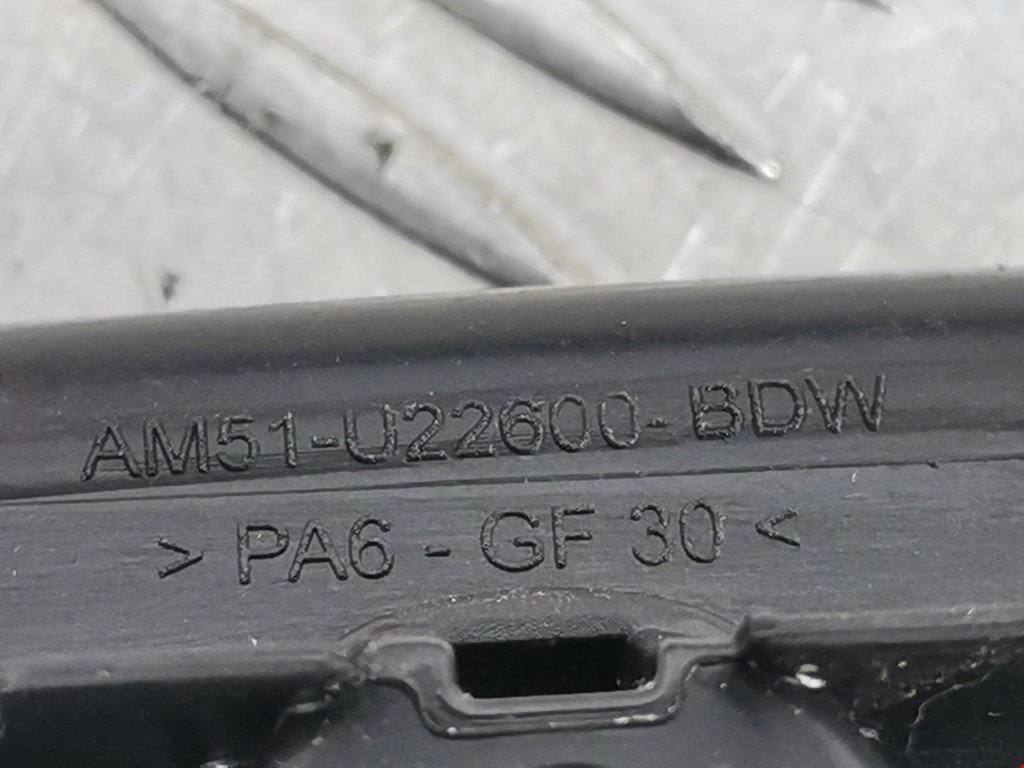 AM51-U22600-BDW
> PA6 - GF 30 <